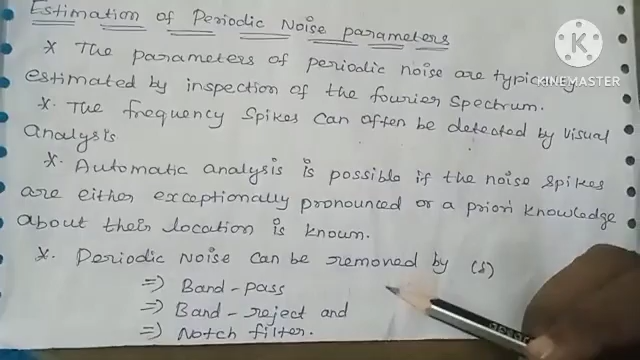 Estimation of Periodic Noise parameters
* The parameters of periodic noise are typically
estimated by inspection of the fourier spectrum.
*. The frequency spikes can often be detected by visual
analysis
*. Automatic analysis is possible if the noise spikes
are either exceptionally pronounced or a priori knowledge
about their location is known.
*. Periodic Noise can be removed by (s)
=> Band-pass
=> Band-reject and
=> Notch filter.
KINEMASTER